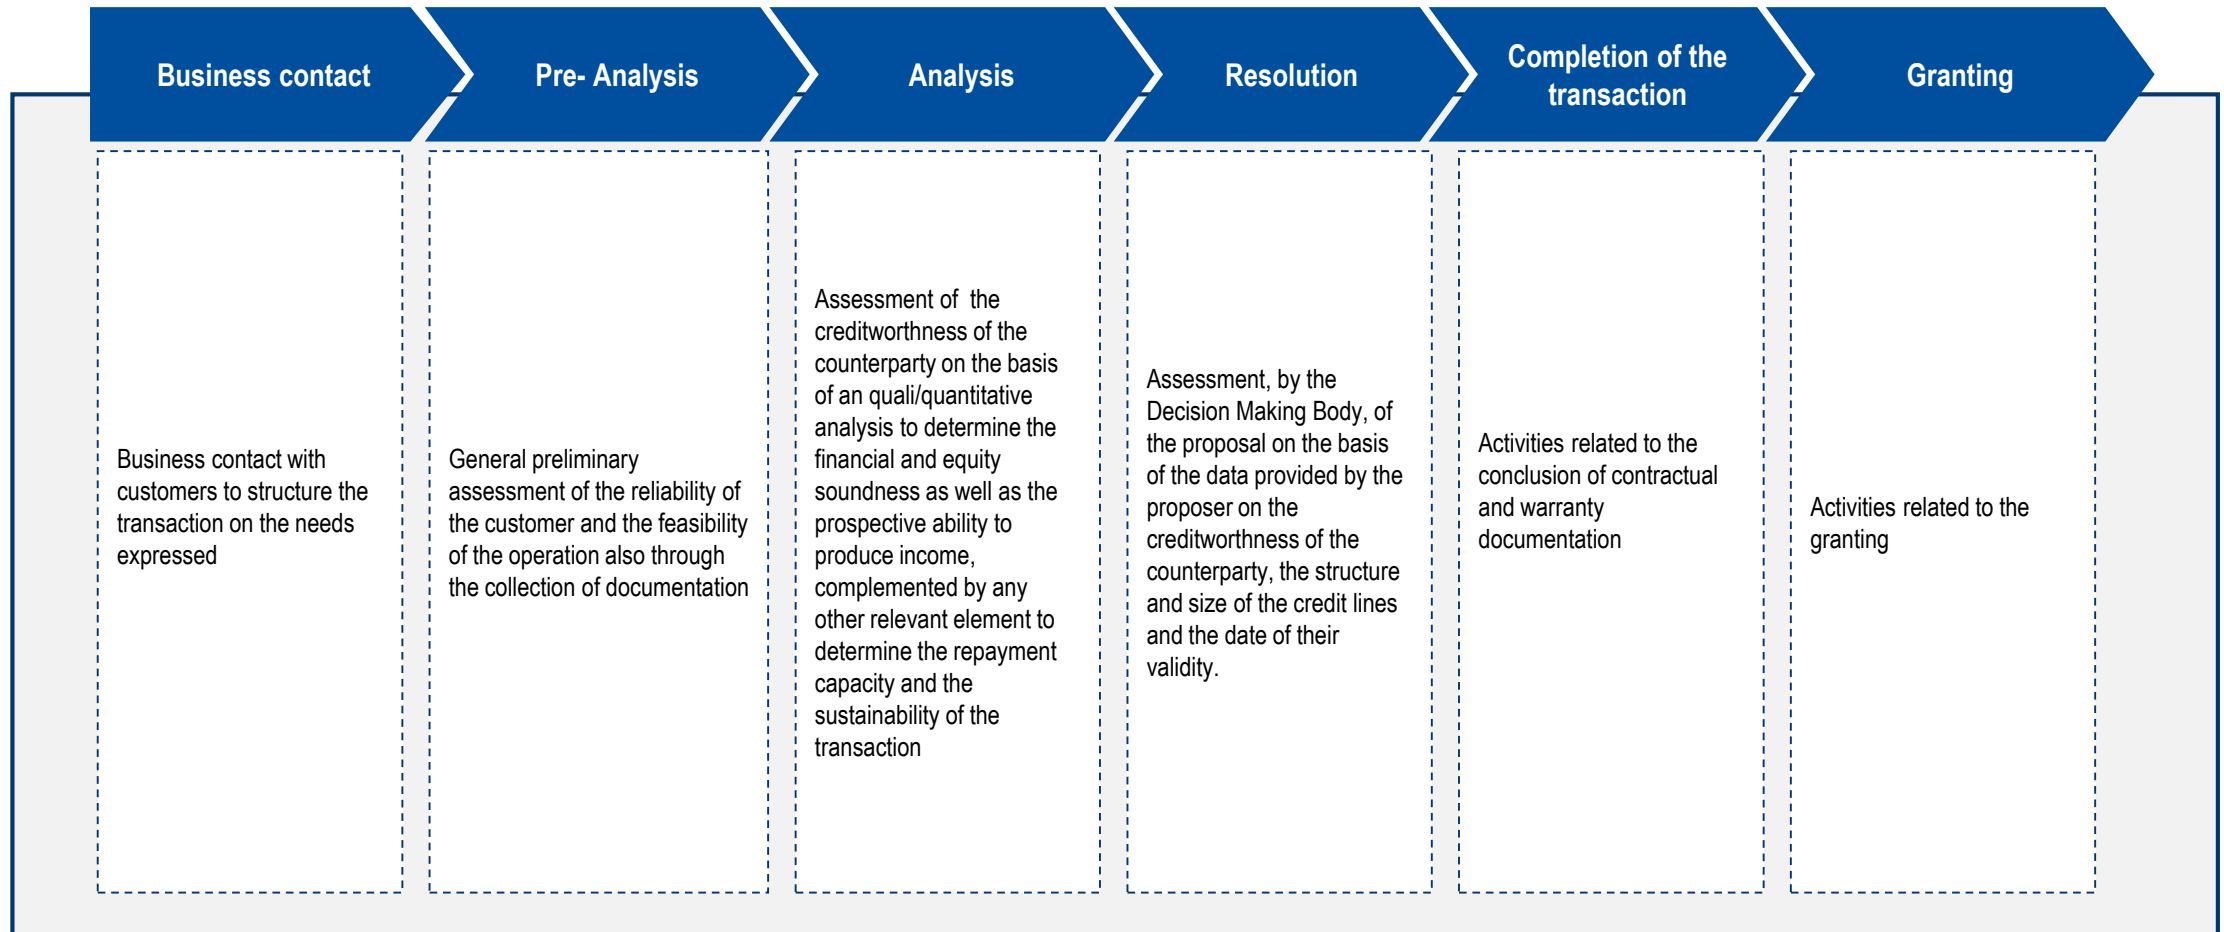 Business contact
Pre- Analysis
Analysis
Resolution
Completion of the
transaction
Granting
Business contact with
customers to structure the
transaction on the needs
expressed
General preliminary
assessment of the reliability of
the customer and the feasibility
of the operation also through
the collection of documentation
Assessment of  the
creditworthness of the
counterparty on the basis
of an quali/quantitative
analysis to determine the
financial and equity
soundness as well as the
prospective ability to
produce income,
complemented by any
other relevant element to
determine the repayment
capacity and the
sustainability of the
transaction
Assessment, by the
Decision Making Body, of
the proposal on the basis
of the data provided by the
proposer on the
creditworthness of the
counterparty, the structure
and size of the credit lines
and the date of their
validity.
Activities related to the
conclusion of contractual
and warranty
documentation
Activities related to the
granting